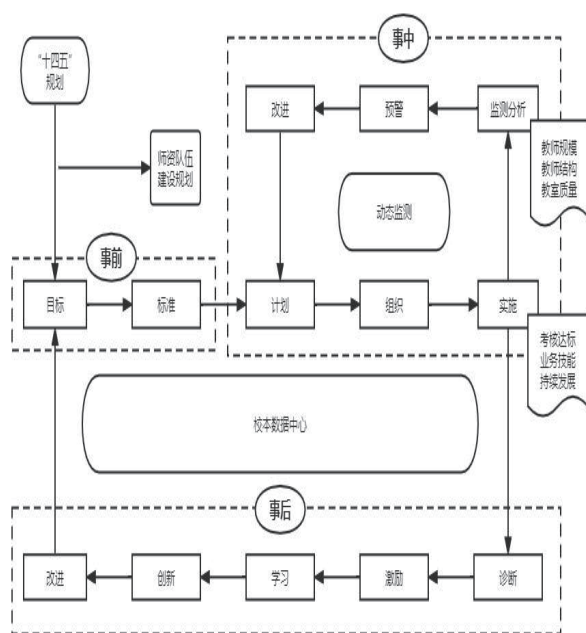 事中
“十四五”
规划
改进
预警
监测分析
教师规模
教师结构
教室质量
师资队伍
建设规划
动态监测
事前
目标
标准
计划
组织
实施
考核达标
业务技能
持续发展
校本数据中心
事后
改进
创新
学习
激励
诊断